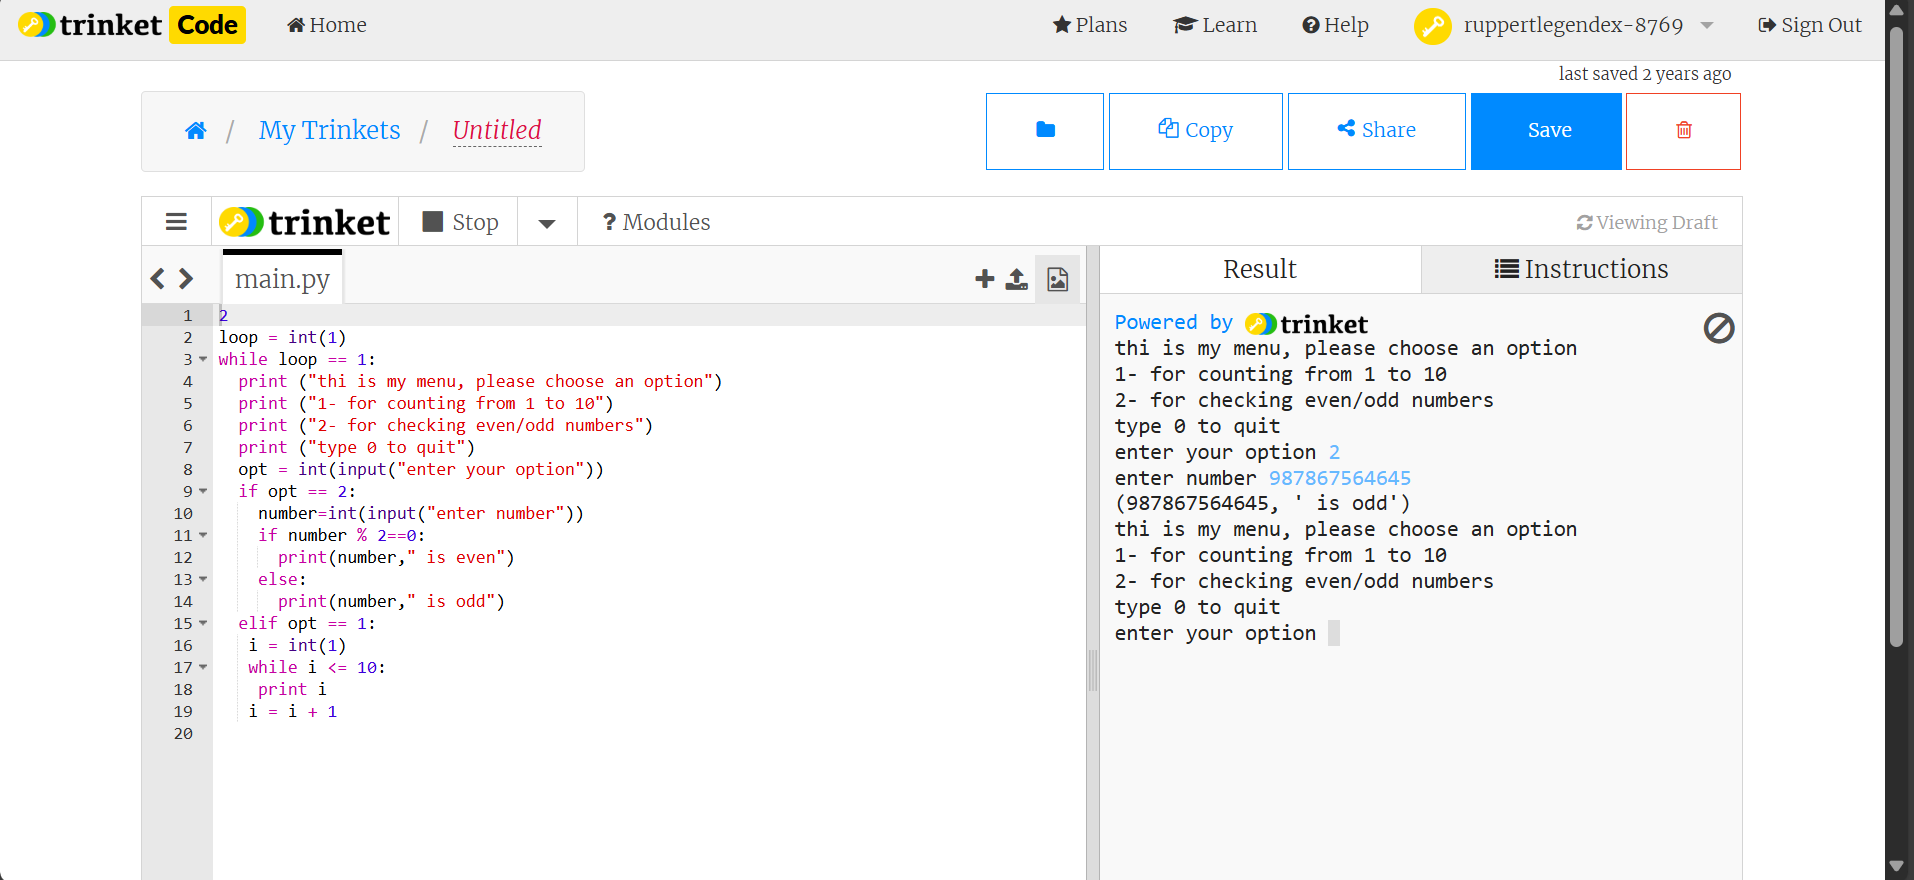 trinket Code Home Plans Learn Help ruppertlegendex-8769 Sign Out
last saved 2 years ago
/ My Trinkets / Untitled
Copy Share Save
trinket Stop ? Modules Viewing Draft
main.py
1 2
2 loop = int(1)
3 while loop == 1:
4 print ("thi is my menu, please choose an option")
5 print ("1- for counting from 1 to 10")
6 print ("2- for checking even/odd numbers")
7 print ("type 0 to quit")
8 opt = int(input("enter your option"))
9 if opt == 2:
10 number=int(input("enter number"))
11 if number % 2==0:
12 print(number," is even")
13 else:
14 print(number," is odd")
15 elif opt == 1:
16 i = int(1)
17 while i <= 10:
18 print i
19 i = i + 1
20
Result Instructions
Powered by trinket
thi is my menu, please choose an option
1- for counting from 1 to 10
2- for checking even/odd numbers
type 0 to quit
enter your option 2
enter number 987867564645
(987867564645, ' is odd')
thi is my menu, please choose an option
1- for counting from 1 to 10
2- for checking even/odd numbers
type 0 to quit
enter your option